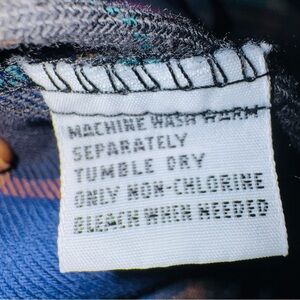 MACHINE WASH WARM
SEPARATELY
TUMBLE DRY
ONLY NON-CHLORINE
BLEACH WHEN NEEDED